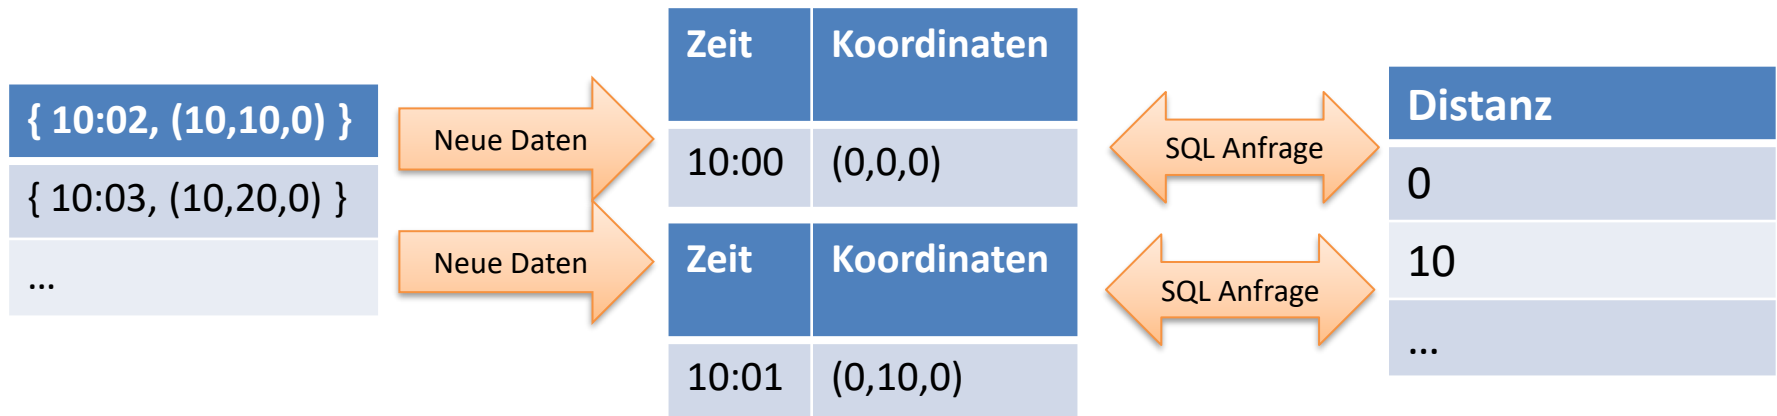 { 10:02, (10,10,0) }
{ 10:03, (10,20,0) }
...
Neue Daten
Neue Daten
Zeit Koordinaten
10:00 (0,0,0)
Zeit Koordinaten
10:01 (0,10,0)
SQL Anfrage
SQL Anfrage
Distanz
0
10
...